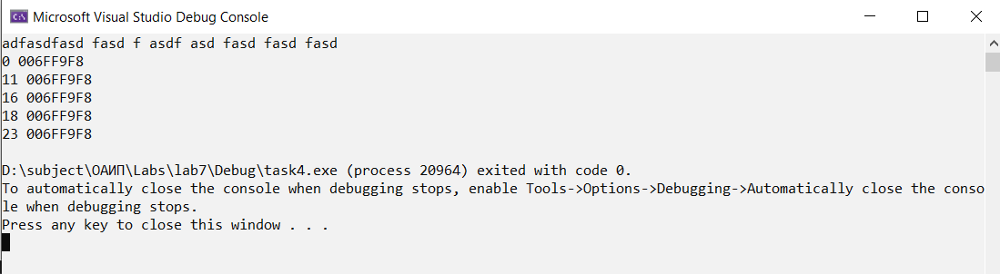 Microsoft Visual Studio Debug Console
adfasdfasd fasd f asdf asd fasd fasd fasd
0 006FF9F8
11 006FF9F8
16 006FF9F8
18 006FF9F8
23 006FF9F8
D:\subject\ОАИП\Labs\lab7\Debug\task4.exe (process 20964) exited with code 0.
To automatically close the console when debugging stops, enable Tools->Options->Debugging->Automatically close the conso
le when debugging stops.
Press any key to close this window . . .